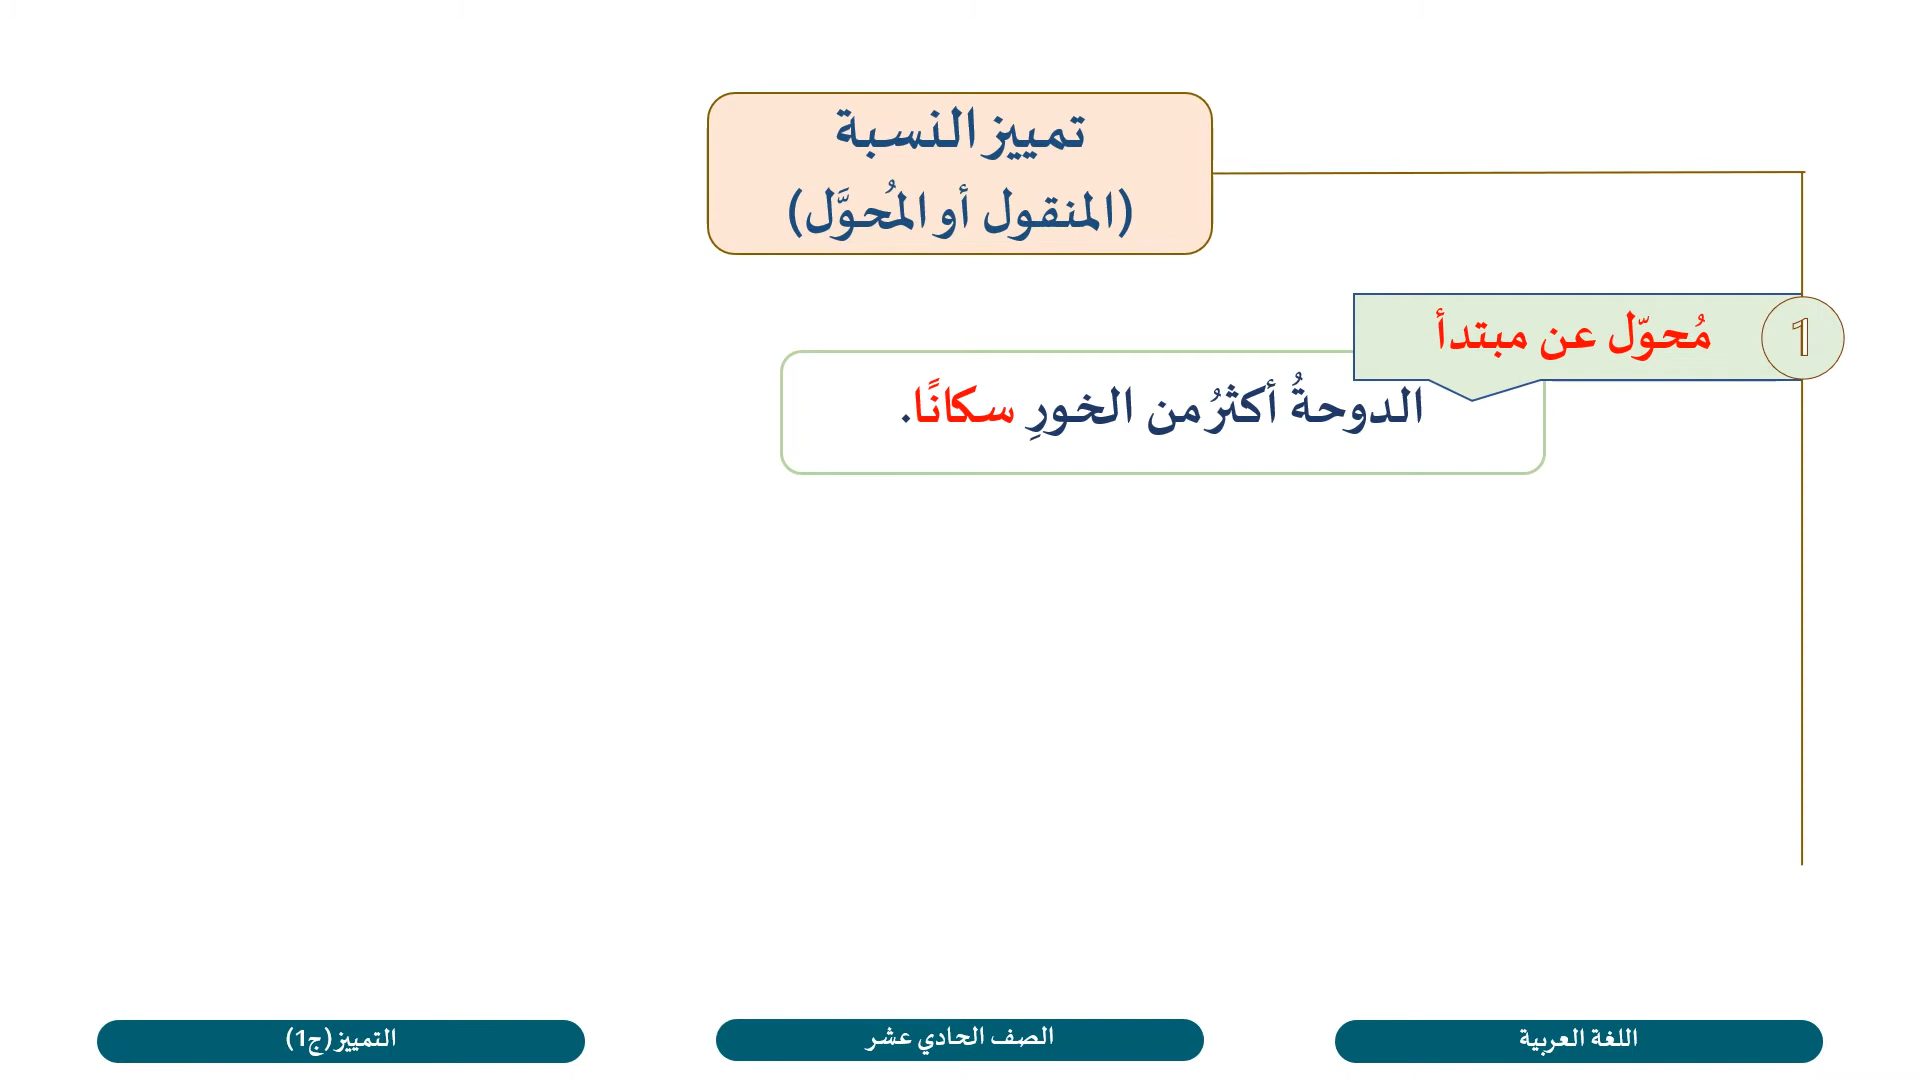 تمييز النسبة
(المنقول أو المُحوَّل)
1
مُحوّل عن مبتدأ
الدوحةُ أكثرُ من الخورِ سكانًا.
اللغة العربية
الصف الحادي عشر
التمييز (ج1)